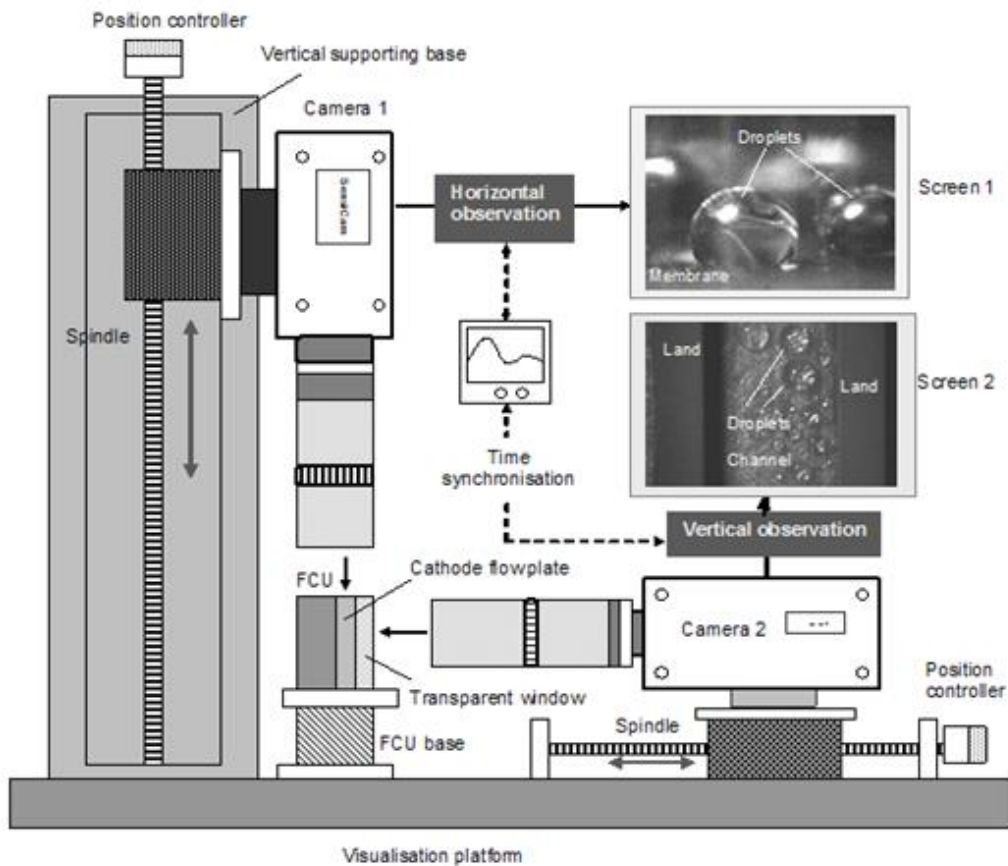 Position controller
Vertical supporting base
Camera 1
Horizontal
observation
Droplets
Screen 1
Membrane
Spindle
Land
Land
Screen 2
Droplets
Channel
Time
synchronisation
Vertical observation
FCU
Cathode flowplate
Camera 2
Transparent window
Position
controller
Spindle
FCU base
Visualisation platform